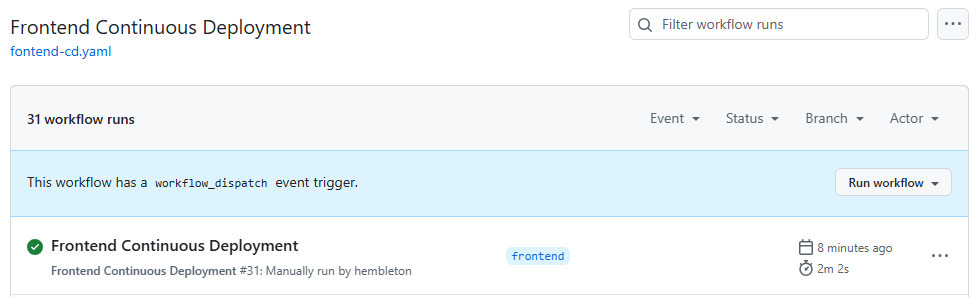 Frontend Continuous Deployment
fontend-cd.yaml
Filter workflow runs
31 workflow runs
Event
Status
Branch
Actor
This workflow has a workflow_dispatch event trigger.
Run workflow
Frontend Continuous Deployment
Frontend Continuous Deployment #31: Manually run by hembleton
frontend
8 minutes ago
2m 2s